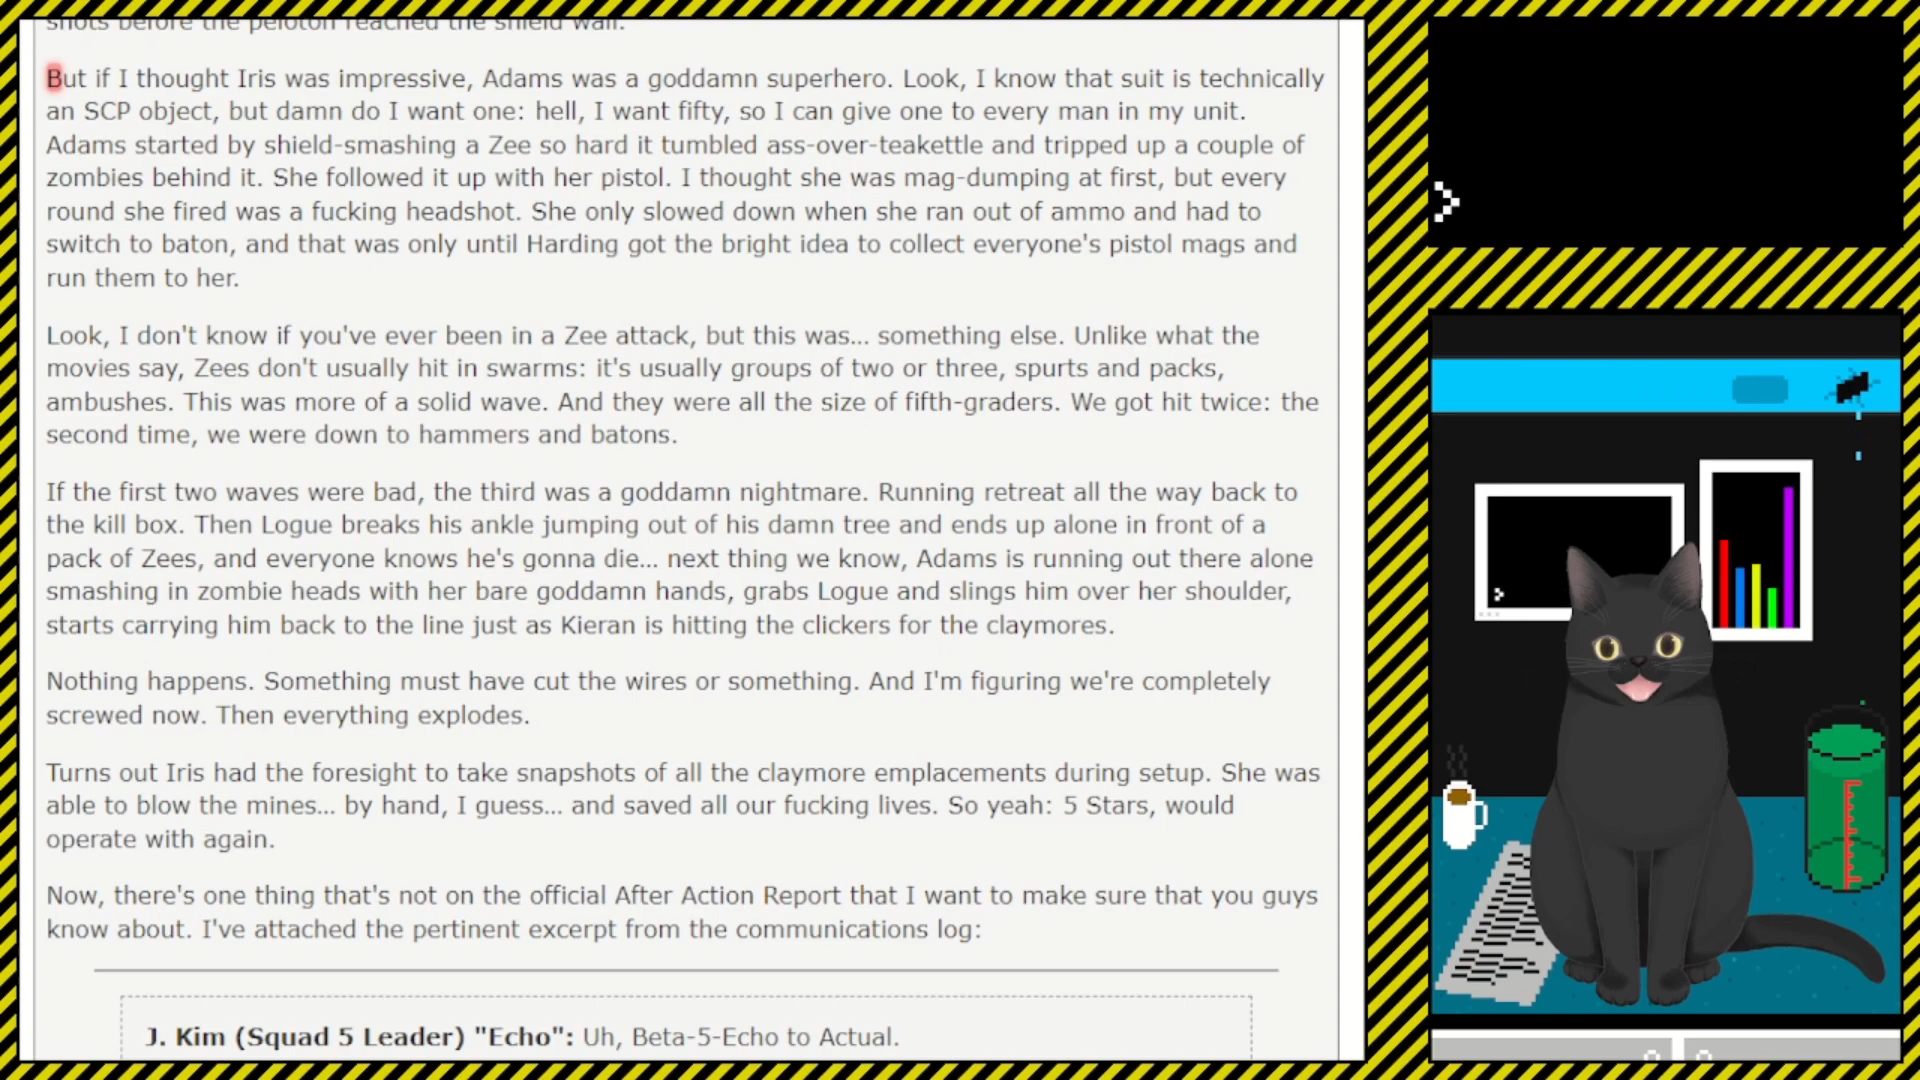 shots before the peloton reached the shield wall.
But if I thought Iris was impressive, Adams was a goddamn superhero. Look, I know that suit is technically
an SCP object, but damn do I want one: hell, I want fifty, so I can give one to every man in my unit.
Adams started by shield-smashing a Zee so hard it tumbled ass-over-teakettle and tripped up a couple of
zombies behind it. She followed it up with her pistol. I thought she was mag-dumping at first, but every
round she fired was a fucking headshot. She only slowed down when she ran out of ammo and had to
switch to baton, and that was only until Harding got the bright idea to collect everyone's pistol mags and
run them to her.
Look, I don't know if you've ever been in a Zee attack, but this was... something else. Unlike what the
movies say, Zees don't usually hit in swarms: it's usually groups of two or three, spurts and packs,
ambushes. This was more of a solid wave. And they were all the size of fifth-graders. We got hit twice: the
second time, we were down to hammers and batons.
If the first two waves were bad, the third was a goddamn nightmare. Running retreat all the way back to
the kill box. Then Logue breaks his ankle jumping out of his damn tree and ends up alone in front of a
pack of Zees, and everyone knows he's gonna die... next thing we know, Adams is running out there alone
smashing in zombie heads with her bare goddamn hands, grabs Logue and slings him over her shoulder,
starts carrying him back to the line just as Kieran is hitting the clickers for the claymores.
Nothing happens. Something must have cut the wires or something. And I'm figuring we're completely
screwed now. Then everything explodes.
Turns out Iris had the foresight to take snapshots of all the claymore emplacements during setup. She was
able to blow the mines... by hand, I guess... and saved all our fucking lives. So yeah: 5 Stars, would
operate with again.
Now, there's one thing that's not on the official After Action Report that I want to make sure that you guys
know about. I've attached the pertinent excerpt from the communications log:
J. Kim (Squad 5 Leader) "Echo": Uh, Beta-5-Echo to Actual.